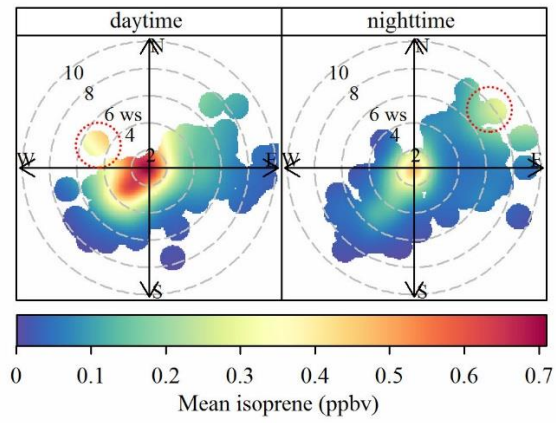 daytime nighttime
N N
10 10
8 8
6 ws 6 ws
4 4
2 2
W E W E
S S
0 0.1 0.2 0.3 0.4 0.5 0.6 0.7
Mean isoprene (ppbv)